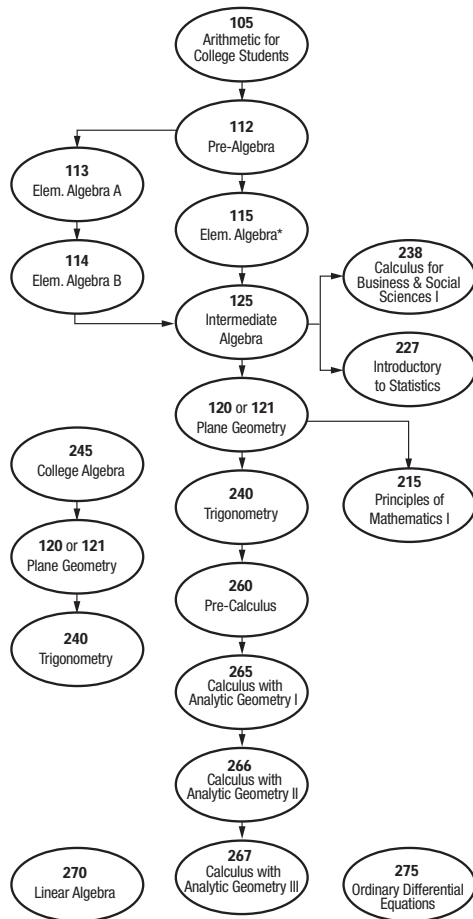 105
Arithmetic for
College Students
112
Pre-Algebra
113
Elem. Algebra A
115
Elem. Algebra*
114
Elem. Algebra B
238
Calculus for
Business & Social
Sciences I
125
Intermediate
Algebra
227
Introductory
to Statistics
120 or 121
Plane Geometry
245
College Algebra
240
Trigonometry
215
Principles of
Mathematics I
120 or 121
Plane Geometry
260
Pre-Calculus
240
Trigonometry
265
Calculus with
Analytic Geometry I
266
Calculus with
Analytic Geometry II
270
Linear Algebra
267
Calculus with
Analytic Geometry III
275
Ordinary Differential
Equations